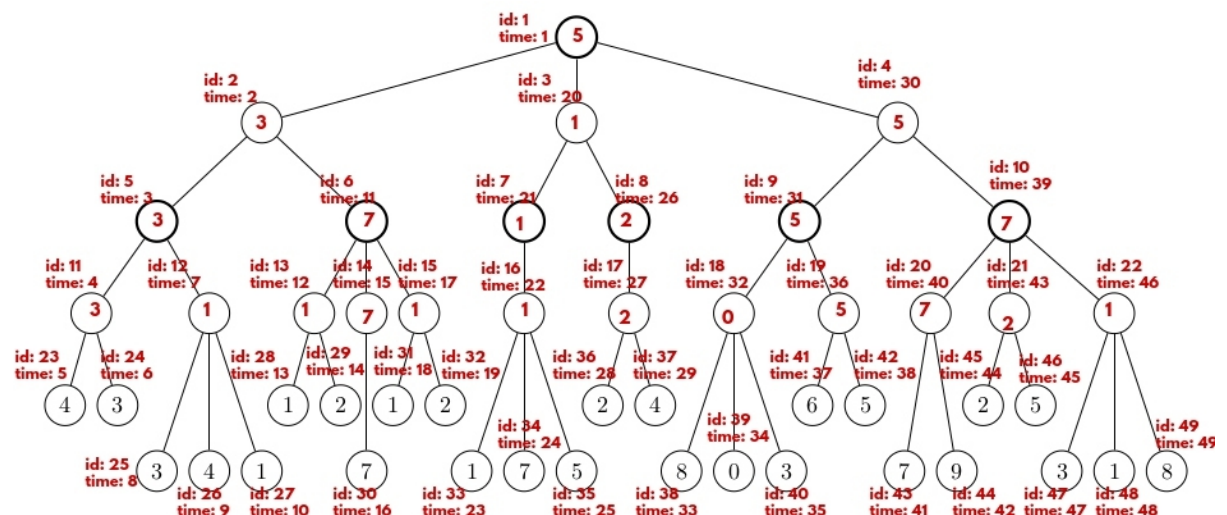 id: 1
time: 1
5
id: 2
time: 2
3
id: 3
time: 20
1
id: 4
time: 30
5
id: 5
time: 3
3
id: 6
time: 11
7
id: 7
time: 21
1
id: 8
time: 26
2
id: 9
time: 31
5
id: 10
time: 39
7
id: 11
time: 4
3
id: 12
time: 7
1
id: 13
time: 12
1
id: 14
time: 15
7
id: 15
time: 17
1
id: 16
time: 22
1
id: 17
time: 27
2
id: 18
time: 32
0
id: 19
time: 36
5
id: 20
time: 40
7
id: 21
time: 43
2
id: 22
time: 46
1
id: 23
time: 5
4
id: 24
time: 6
3
id: 28
time: 13
1
id: 29
time: 14
2
id: 31
time: 18
1
id: 32
time: 19
2
id: 36
time: 28
2
id: 37
time: 29
4
id: 41
time: 37
6
id: 42
time: 38
5
id: 45
time: 44
2
id: 46
time: 45
5
id: 25
time: 8
3
id: 26
time: 9
4
id: 27
time: 10
1
id: 30
time: 16
7
id: 33
time: 23
1
id: 34
time: 24
7
id: 35
time: 25
5
id: 38
time: 33
8
id: 39
time: 34
0
id: 40
time: 35
3
id: 43
time: 41
7
id: 44
time: 42
9
id: 47
time: 47
3
id: 48
time: 48
1
id: 49
time: 49
8